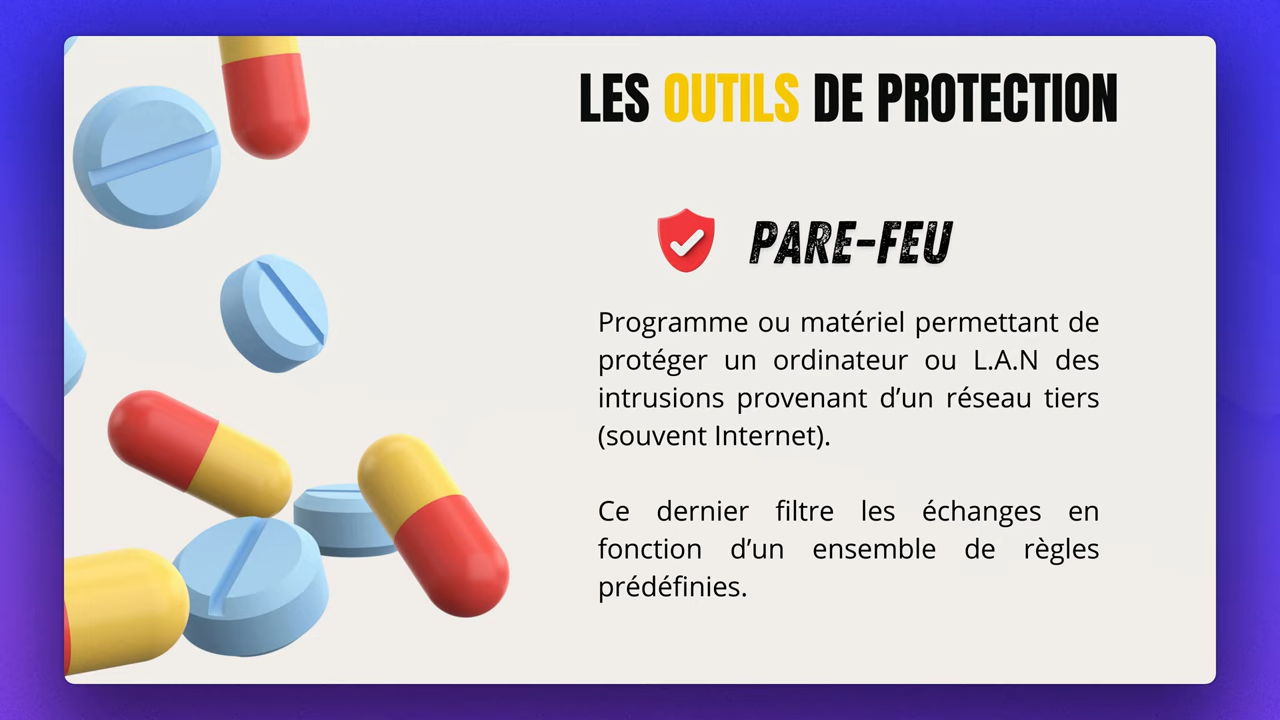 LES OUTILS DE PROTECTION
PARE-FEU
Programme ou matériel permettant de
protéger un ordinateur ou L.A.N des
intrusions provenant d’un réseau tiers
(souvent Internet).
Ce dernier filtre les échanges en
fonction d’un ensemble de règles
prédéfinies.